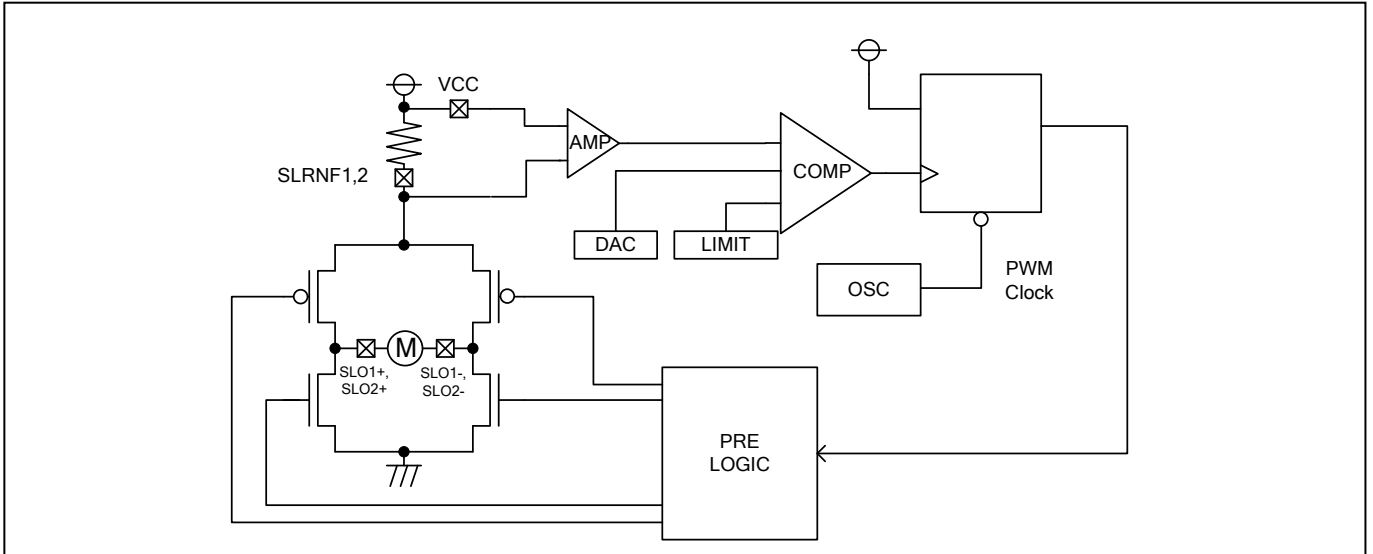 VCC
AMP
SLRNF1,2
COMP
DAC
LIMIT
OSC
PWM
Clock
M
SLO1+,
SLO2+
SLO1-,
SLO2-
PRE
LOGIC